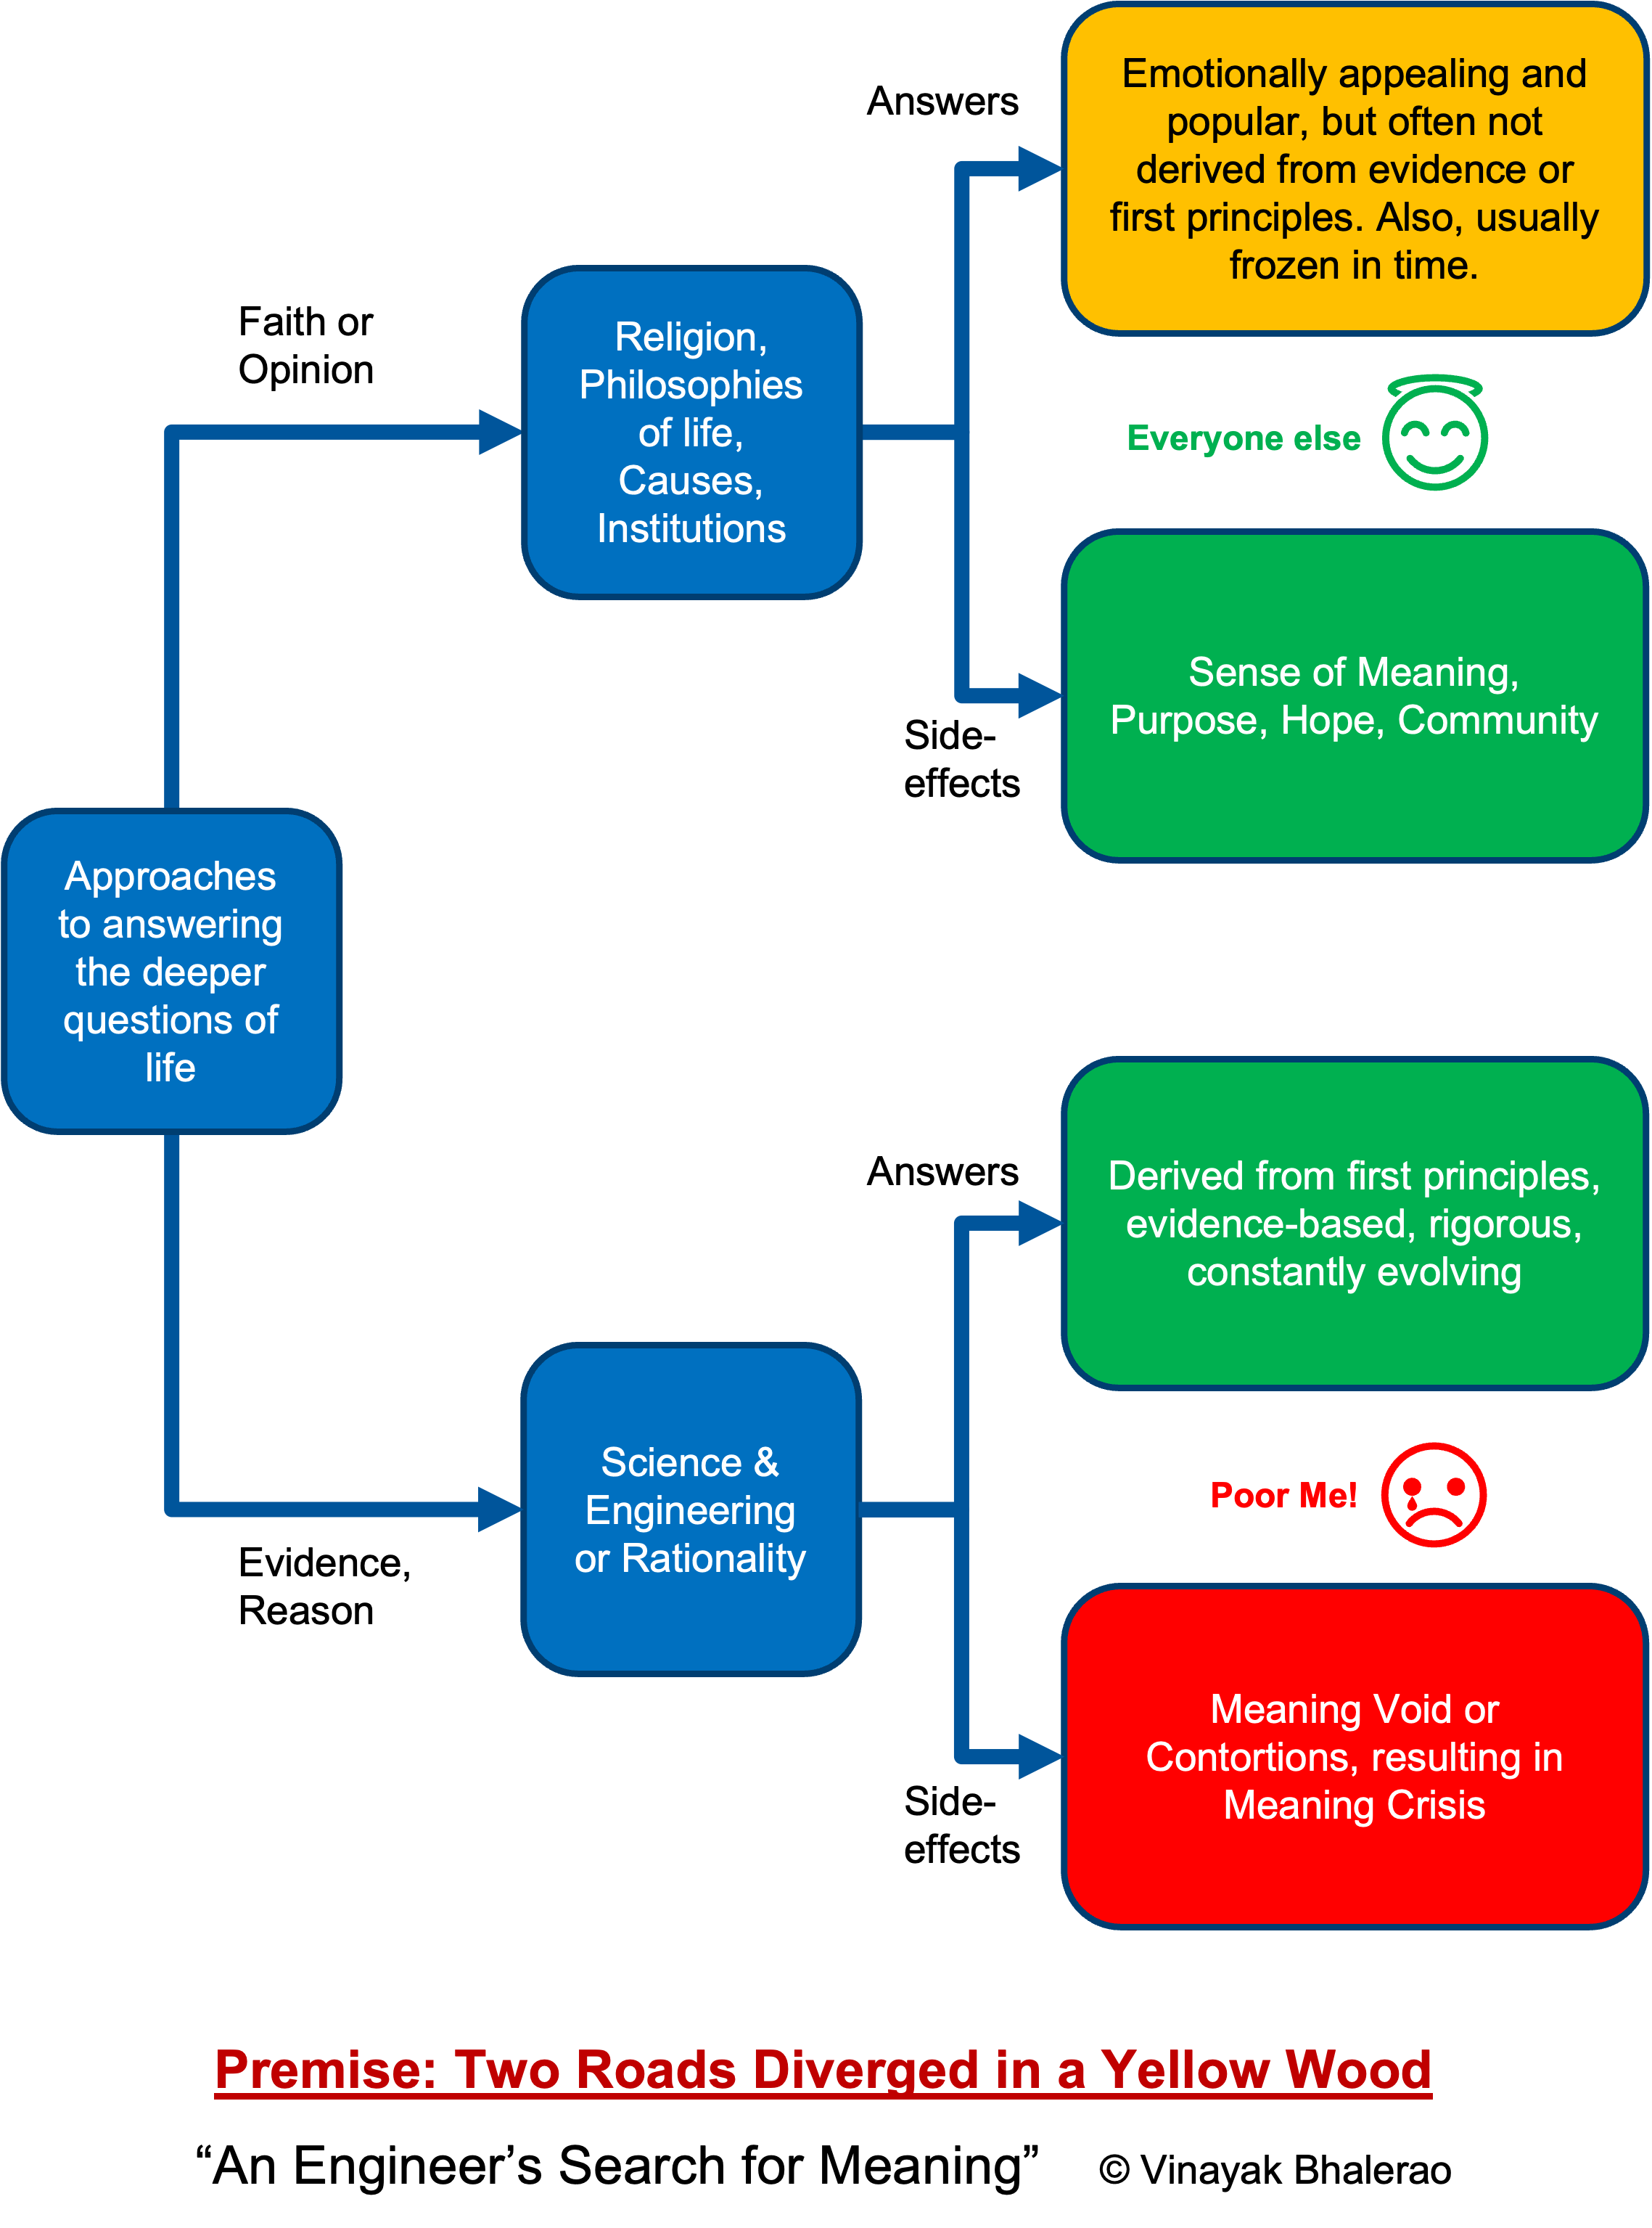 Answers
Emotionally appealing and
popular, but often not
derived from evidence or
first principles. Also, usually
frozen in time.
Faith or
Opinion
Religion,
Philosophies
of life,
Causes,
Institutions
Everyone else
Sense of Meaning,
Purpose, Hope, Community
Side-
effects
Approaches
to answering
the deeper
questions of
life
Answers
Derived from first principles,
evidence-based, rigorous,
constantly evolving
Science &
Engineering
or Rationality
Evidence,
Reason
Poor Me!
Meaning Void or
Contortions, resulting in
Meaning Crisis
Side-
effects
Premise: Two Roads Diverged in a Yellow Wood
“An Engineer’s Search for Meaning” © Vinayak Bhalerao